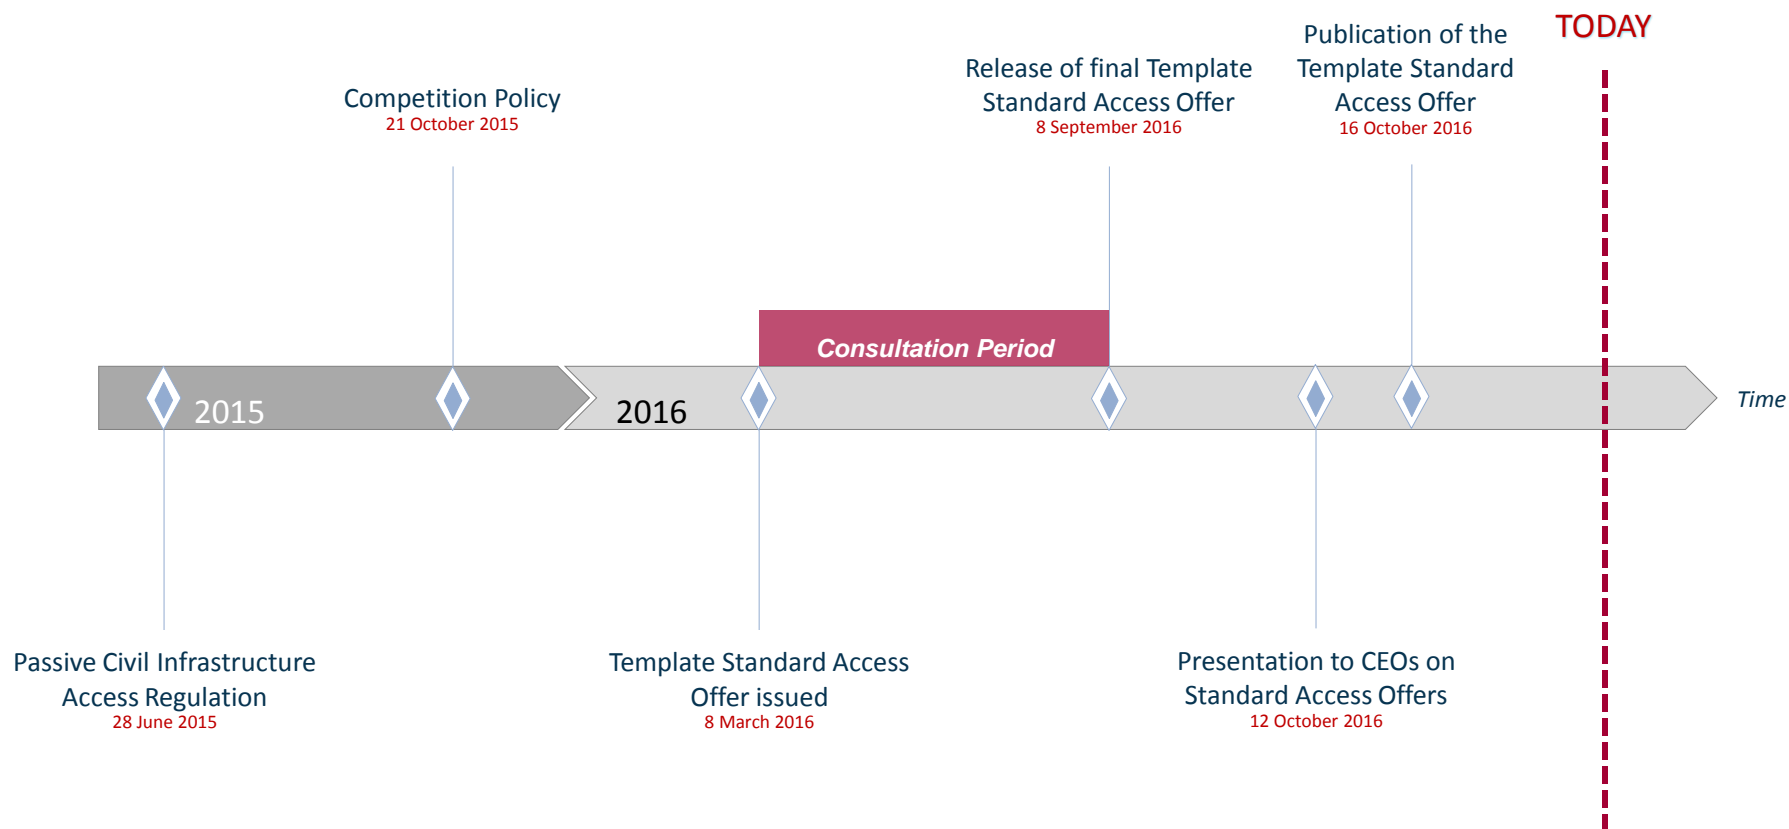 TODAY
Publication of the
Template Standard
Access Offer
16 October 2016
Release of final Template
Standard Access Offer
8 September 2016
Competition Policy
21 October 2015
Consultation Period
2015
2016
Time
Passive Civil Infrastructure
Access Regulation
28 June 2015
Template Standard Access
Offer issued
8 March 2016
Presentation to CEOs on
Standard Access Offers
12 October 2016